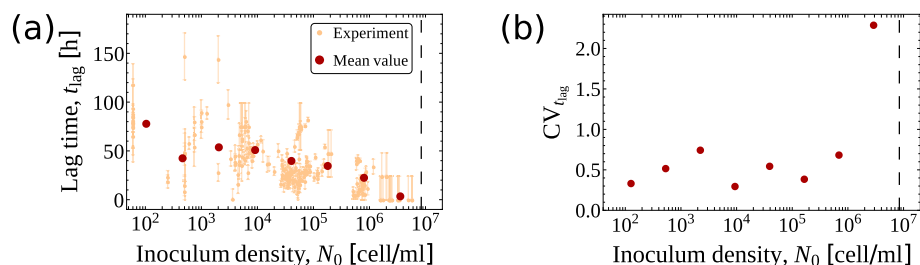 (a)
Lag time, t_lag [h]
150
100
50
0
Experiment
Mean value
10^2
10^3
10^4
10^5
10^6
10^7
Inoculum density, N_0 [cell/ml]
(b)
CV_{t_lag}
2.0
1.5
1.0
0.5
0.0
10^2
10^3
10^4
10^5
10^6
10^7
Inoculum density, N_0 [cell/ml]